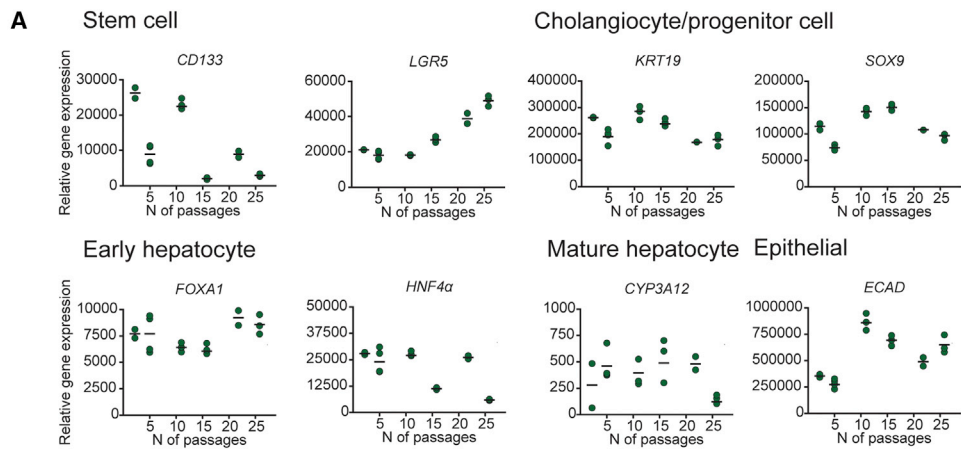 A
Stem cell
Cholangiocyte/progenitor cell
CD133
LGR5
KRT19
SOX9
Relative gene expression
30000
20000
10000
0
5 10 15 20 25
N of passages
60000
40000
20000
0
5 10 15 20 25
N of passages
400000
300000
200000
100000
0
5 10 15 20 25
N of passages
200000
150000
100000
50000
0
5 10 15 20 25
N of passages
Early hepatocyte
Mature hepatocyte
Epithelial
FOXA1
HNF4α
CYP3A12
ECAD
Relative gene expression
10000
7500
5000
2500
0
5 10 15 20 25
N of passages
50000
37500
25000
12500
0
5 10 15 20 25
N of passages
1000
750
500
250
0
5 10 15 20 25
N of passages
1000000
750000
500000
250000
0
5 10 15 20 25
N of passages